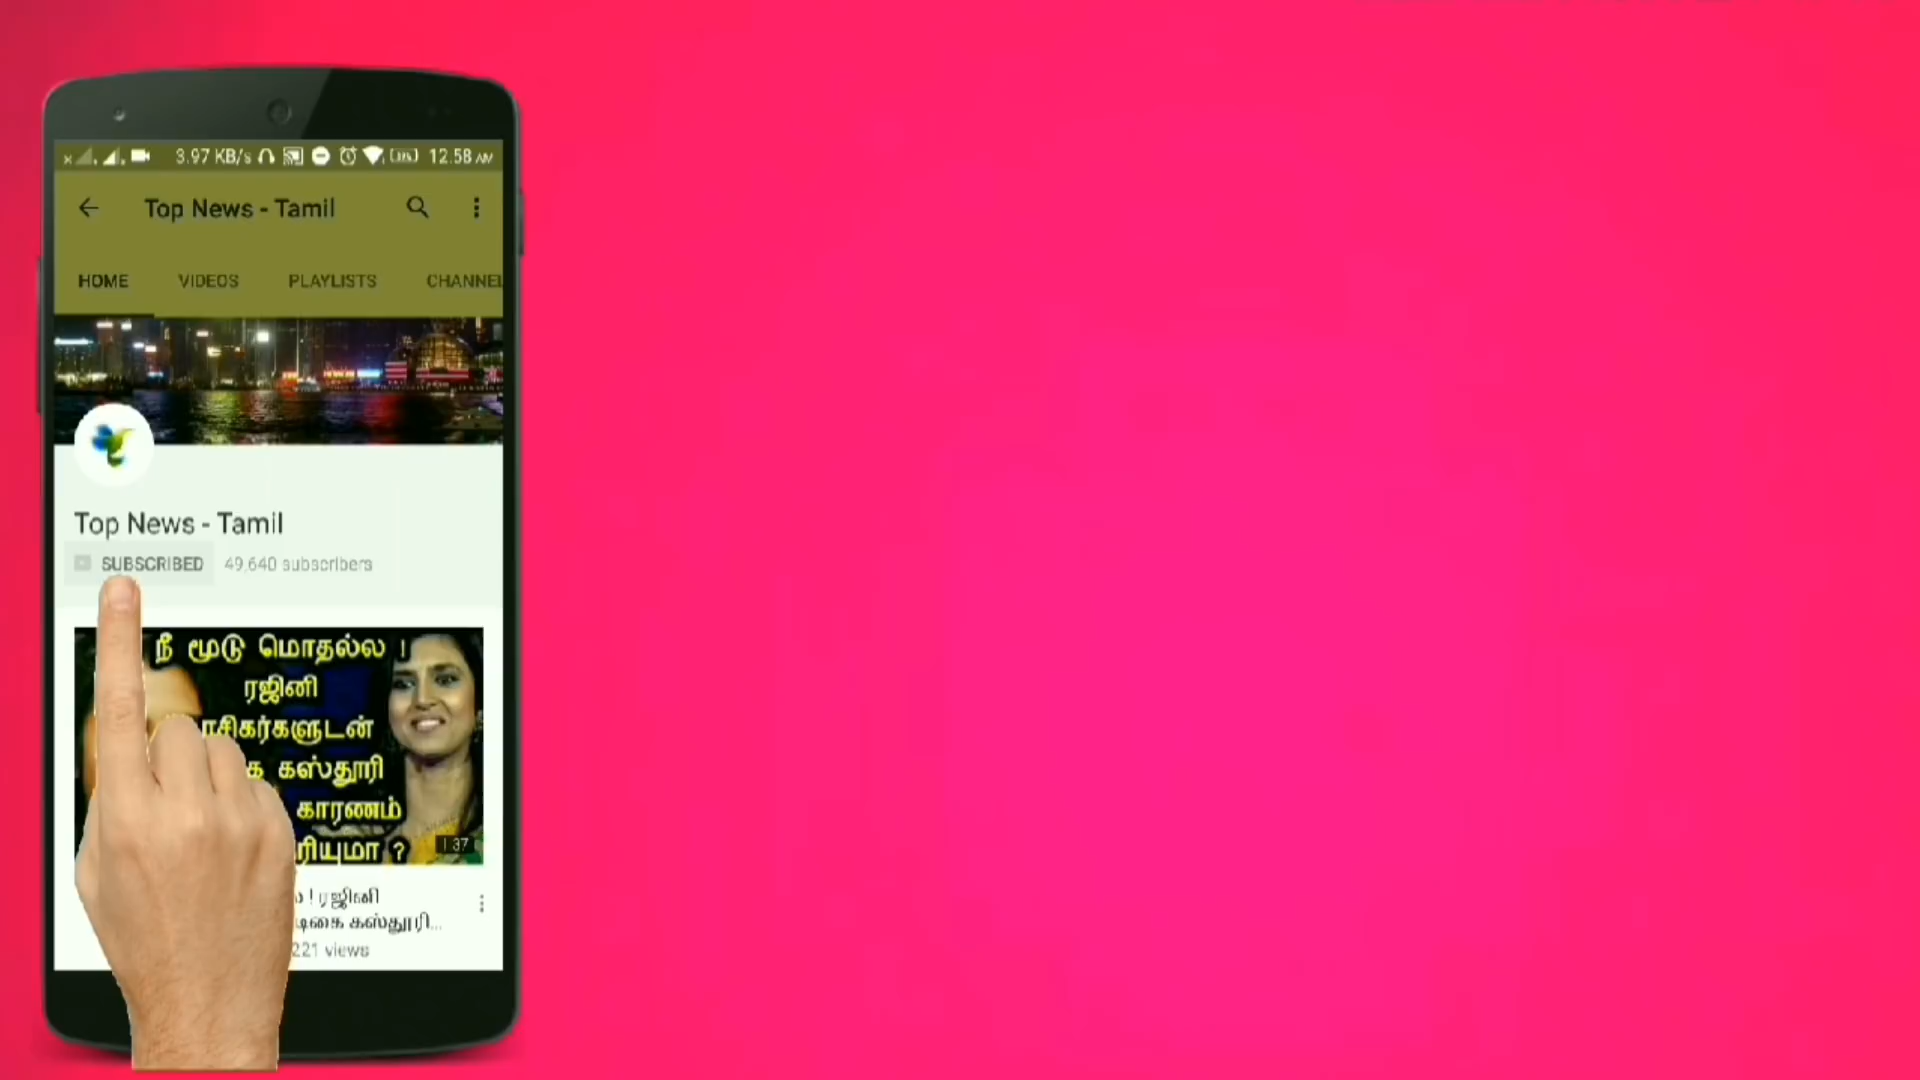 3.97 KB/s 12.58 AM
Top News - Tamil
HOME VIDEOS PLAYLISTS CHANNEL
Top News - Tamil
SUBSCRIBED 49,640 subscribers
நீ மூடு மொதல்ல !
ரஜினி
ரசிகர்களுடன்
கஸ்தூரி
காரணம்
ரியுமா ?
1:37
! ரஜினி
டிகை கஸ்தூரி...
221 views